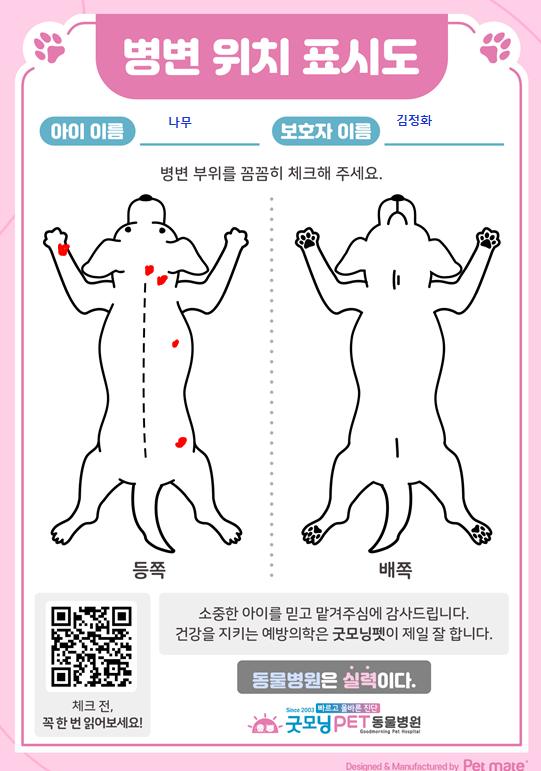 병변 위치 표시도
아이 이름 나무 보호자 이름 김정화
병변 부위를 꼼꼼히 체크해 주세요.
등쪽 배쪽
체크 전,
꼭 한 번 읽어보세요!
소중한 아이를 믿고 맡겨주심에 감사드립니다.
건강을 지키는 예방의학은 굿모닝펫이 제일 잘 합니다.
동물병원은 실력이다.
Since 2003 빠르고 올바른 진단
굿모닝PET동물병원
Goodmorning Pet Hospital
Designed & Manufactured by Pet mate